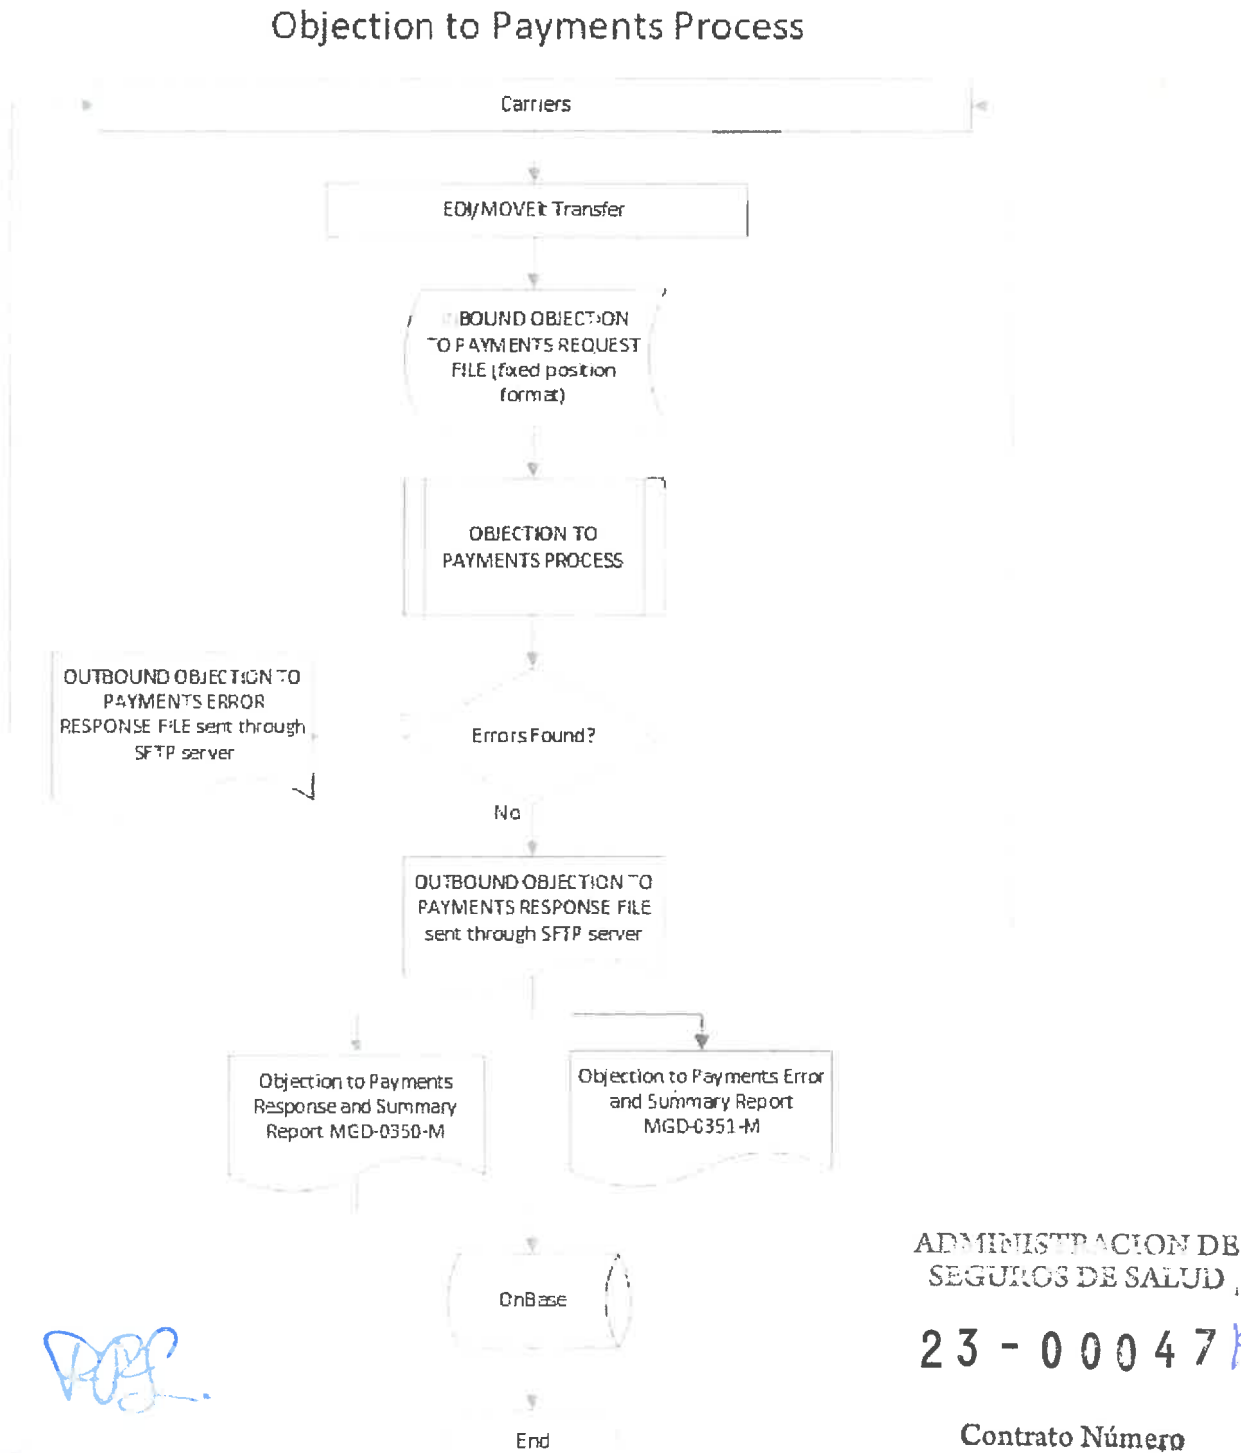 Objection to Payments Process
Carriers
EDI/MOVEit Transfer
INBOUND OBJECTION
TO PAYMENTS REQUEST
FILE (fixed position
format)
OBJECTION TO
PAYMENTS PROCESS
OUTBOUND OBJECTION TO
PAYMENTS ERROR
RESPONSE FILE sent through
SFTP server
Errors Found?
No
OUTBOUND OBJECTION TO
PAYMENTS RESPONSE FILE
sent through SFTP server
Objection to Payments
Response and Summary
Report MGD-0350-M
Objection to Payments Error
and Summary Report
MGD-0351-M
OnBase
End
ADMINISTRACION DE
SEGUROS DE SALUD
23 - 00047
Contrato Número